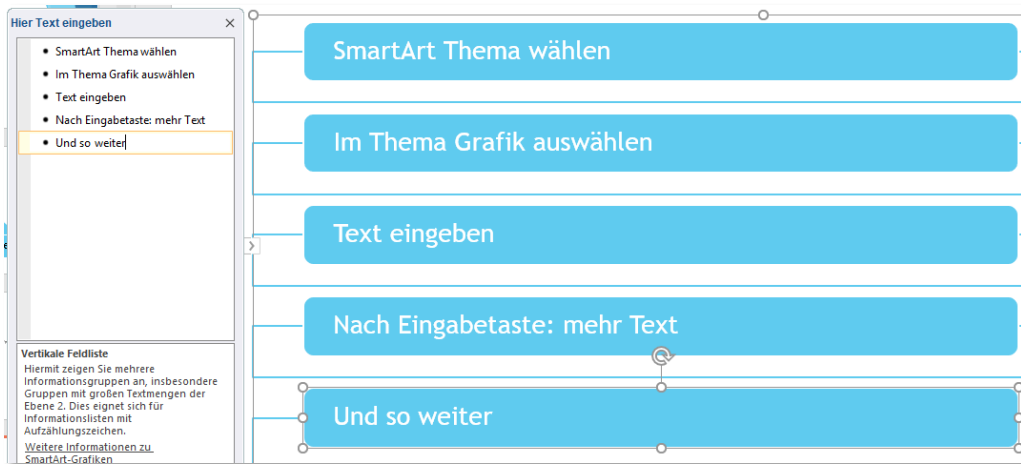 Hier Text eingeben
SmartArt Thema wählen
Im Thema Grafik auswählen
Text eingeben
Nach Eingabetaste: mehr Text
Und so weiter
Vertikale Feldliste
Hiermit zeigen Sie mehrere
Informationsgruppen an, insbesondere
Gruppen mit großen Textmengen der
Ebene 2. Dies eignet sich für
Informationslisten mit
Aufzählungszeichen.
Weitere Informationen zu
SmartArt-Grafiken
SmartArt Thema wählen
Im Thema Grafik auswählen
Text eingeben
Nach Eingabetaste: mehr Text
Und so weiter